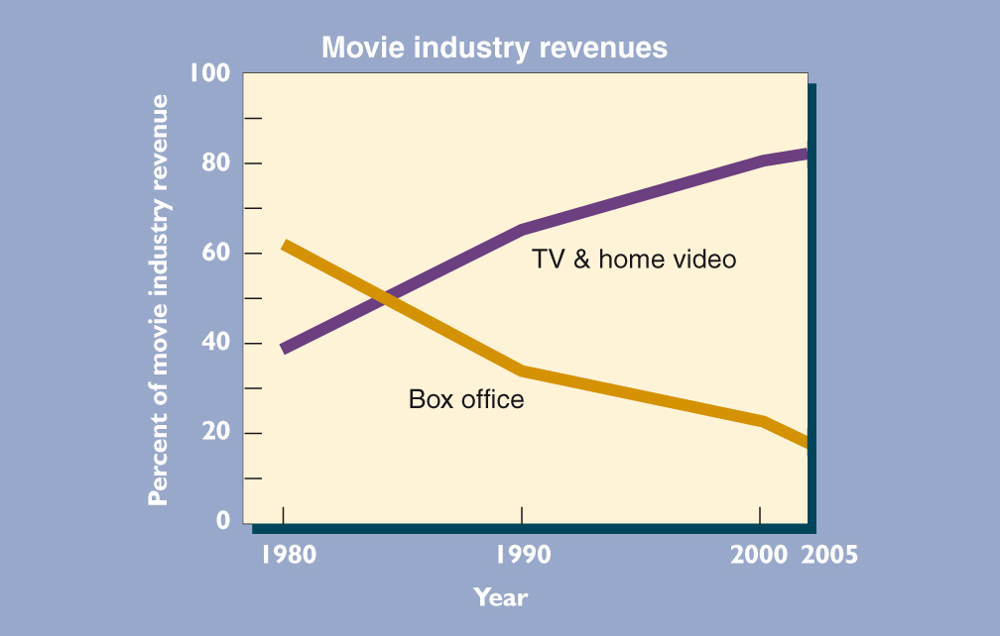 Movie industry revenues
100
80
60
40
20
0
Percent of movie industry revenue
TV & home video
Box office
1980 1990 2000 2005
Year